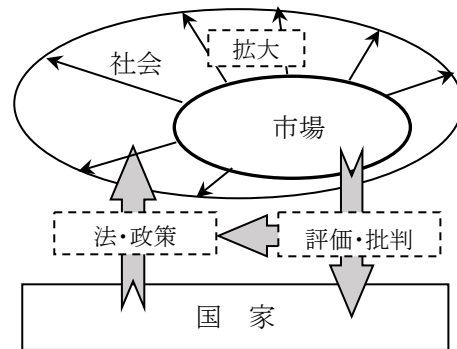 拡大
社会
市場
法・政策
評価・批判
国　家